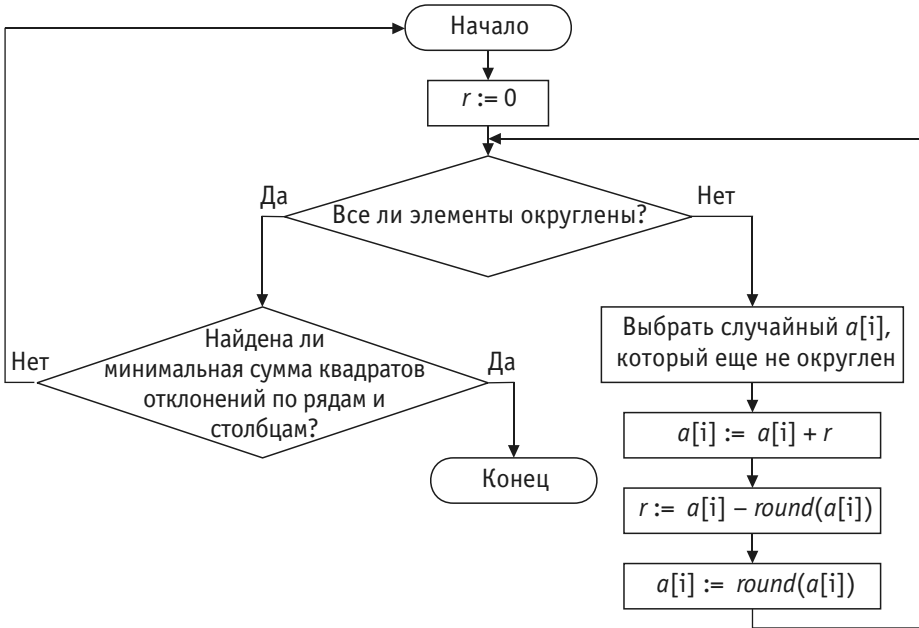 Начало
r := 0
Да
Нет
Все ли элементы округлены?
Выбрать случайный a[i],
который еще не округлен
Нет
Найдена ли
минимальная сумма квадратов
отклонений по рядам и
столбцам?
Да
a[i] := a[i] + r
Конец
r := a[i] – round(a[i])
a[i] := round(a[i])